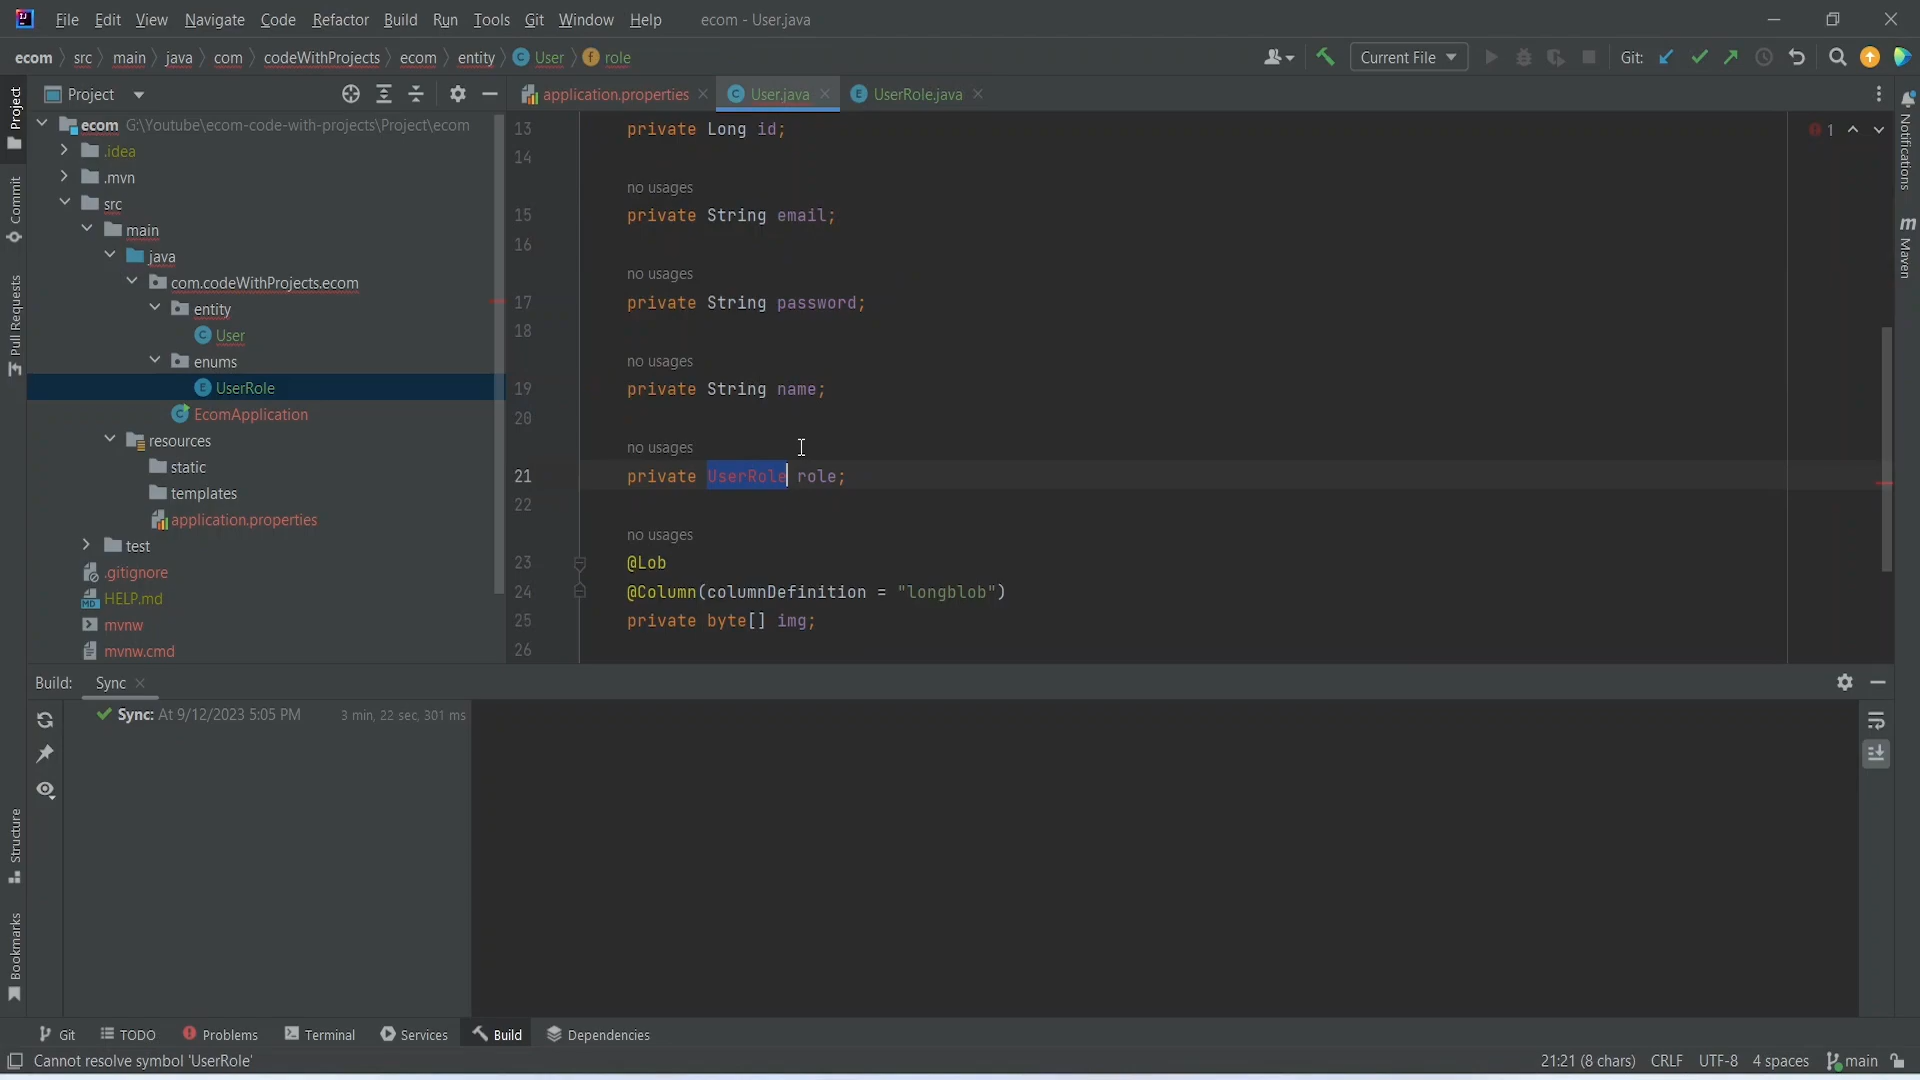 File Edit View Navigate Code Refactor Build Run Tools Git Window Help ecom - User.java
ecom src main java com codeWithProjects ecom entity User role Current File Git:
Project
application.properties User.java UserRole.java
ecom G:\Youtube\ecom-code-with-projects\Project\ecom
.idea
.mvn
src
main
java
com.codeWithProjects.ecom
entity
User
enums
UserRole
EcomApplication
resources
static
templates
application.properties
test
.gitignore
HELP.md
mvnw
mvnw.cmd
13 private Long id;
14
no usages
15 private String email;
16
no usages
17 private String password;
18
no usages
19 private String name;
20
no usages
21 private UserRole role;
22
no usages
23 @Lob
24 @Column(columnDefinition = "longblob")
25 private byte[] img;
26
1
Project
Commit
Pull Requests
Structure
Bookmarks
Notifications
m Maven
Build: Sync
Sync: At 9/12/2023 5:05 PM 3 min, 22 sec, 301 ms
Git TODO Problems Terminal Services Build Dependencies
Cannot resolve symbol 'UserRole' 21:21 (8 chars) CRLF UTF-8 4 spaces main